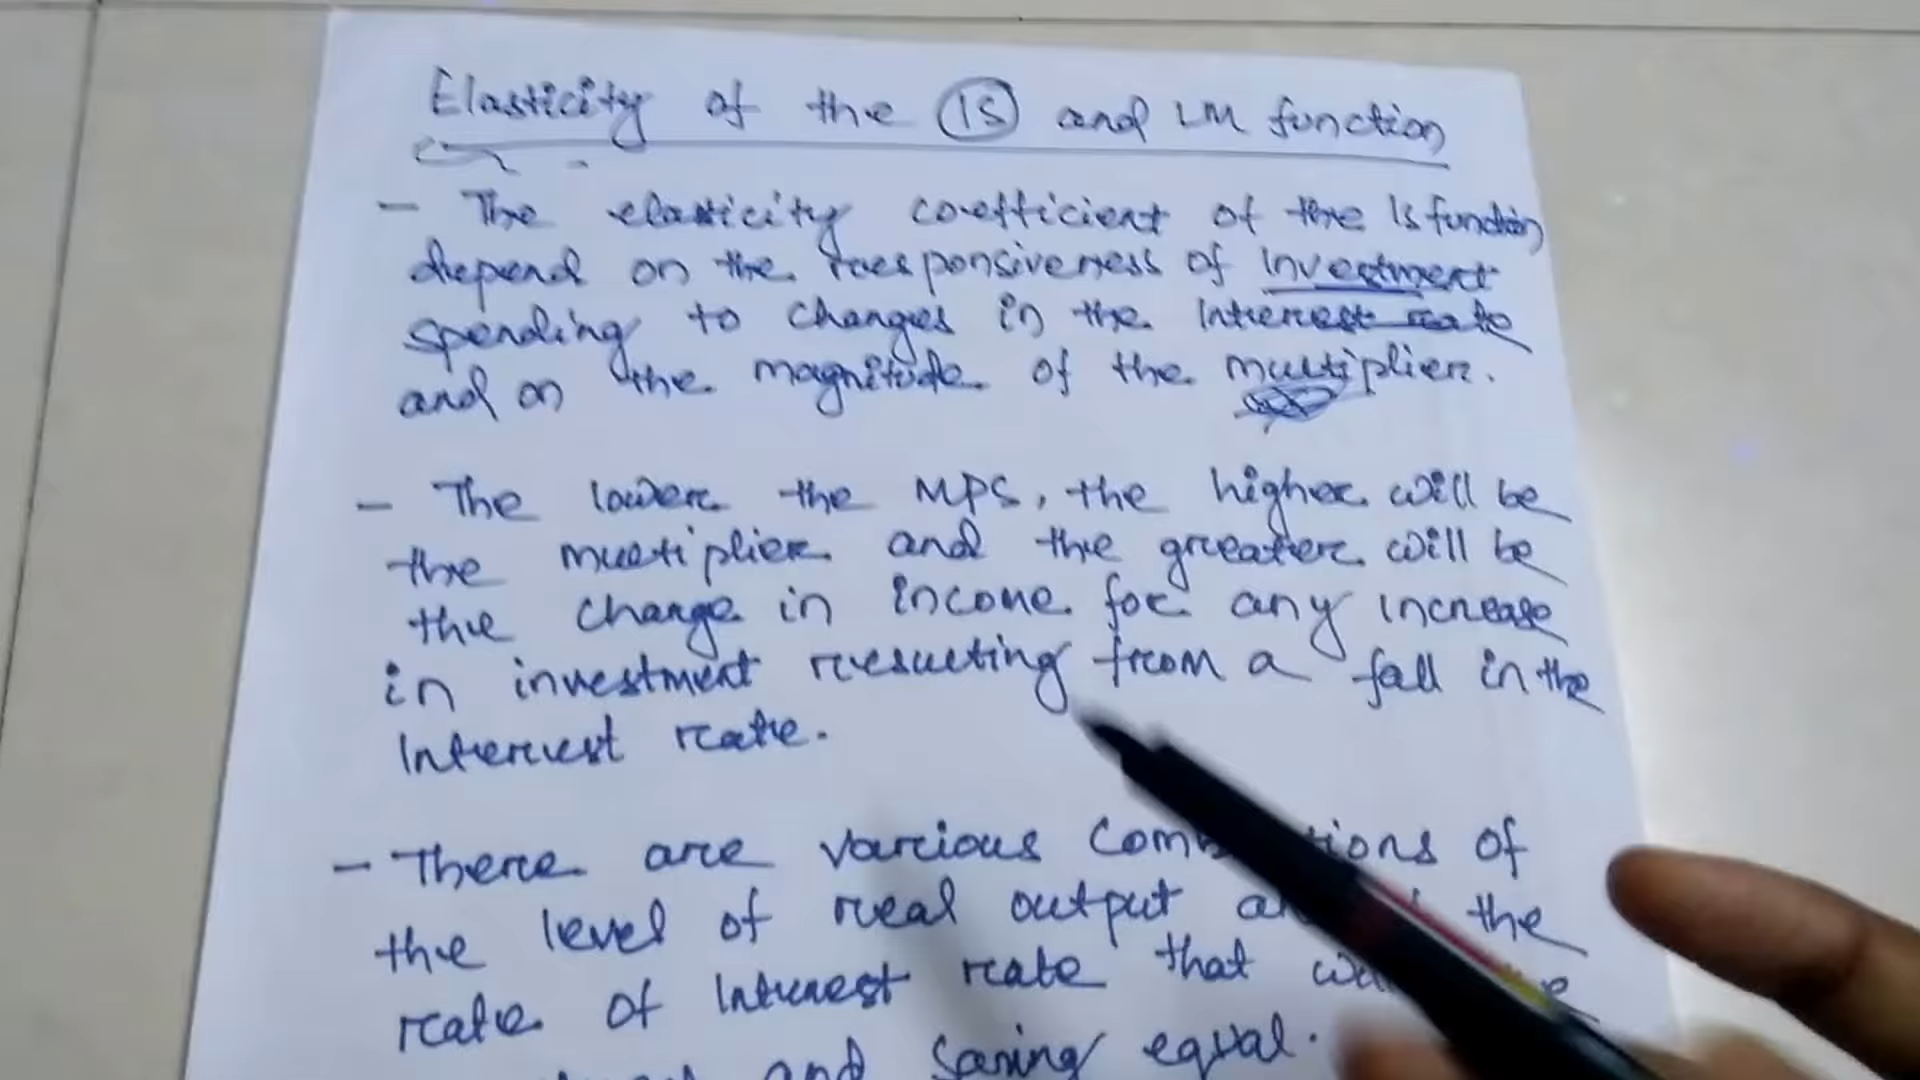 Elasticity of the IS and LM function
- The elasticity coefficient of the IS function
depend on the responsiveness of investment
spending to changes in the interest rate
and on the magnitude of the multiplier.
- The lower the MPS, the higher will be
the multiplier and the greater will be
the change in income for any increase
in investment resulting from a fall in the
Interest rate.
- There are various of
the level of real output the
rate of Interest rate that
and saving equal.